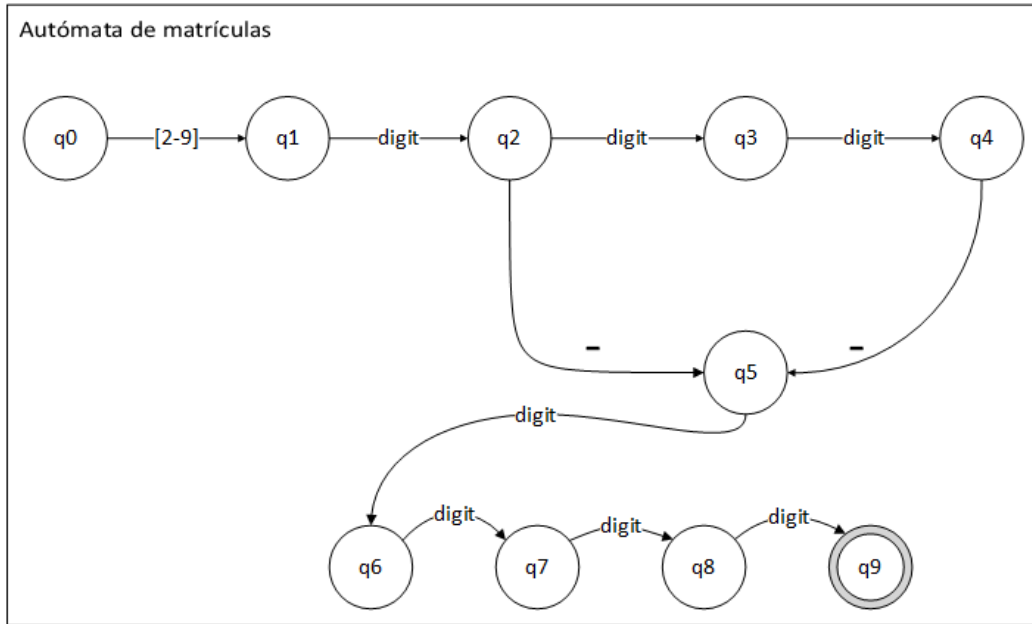 Autómata de matrículas
q0 [2-9] q1 digit q2 digit q3 digit q4
- -
q5
digit
q6 digit q7 digit q8 digit q9